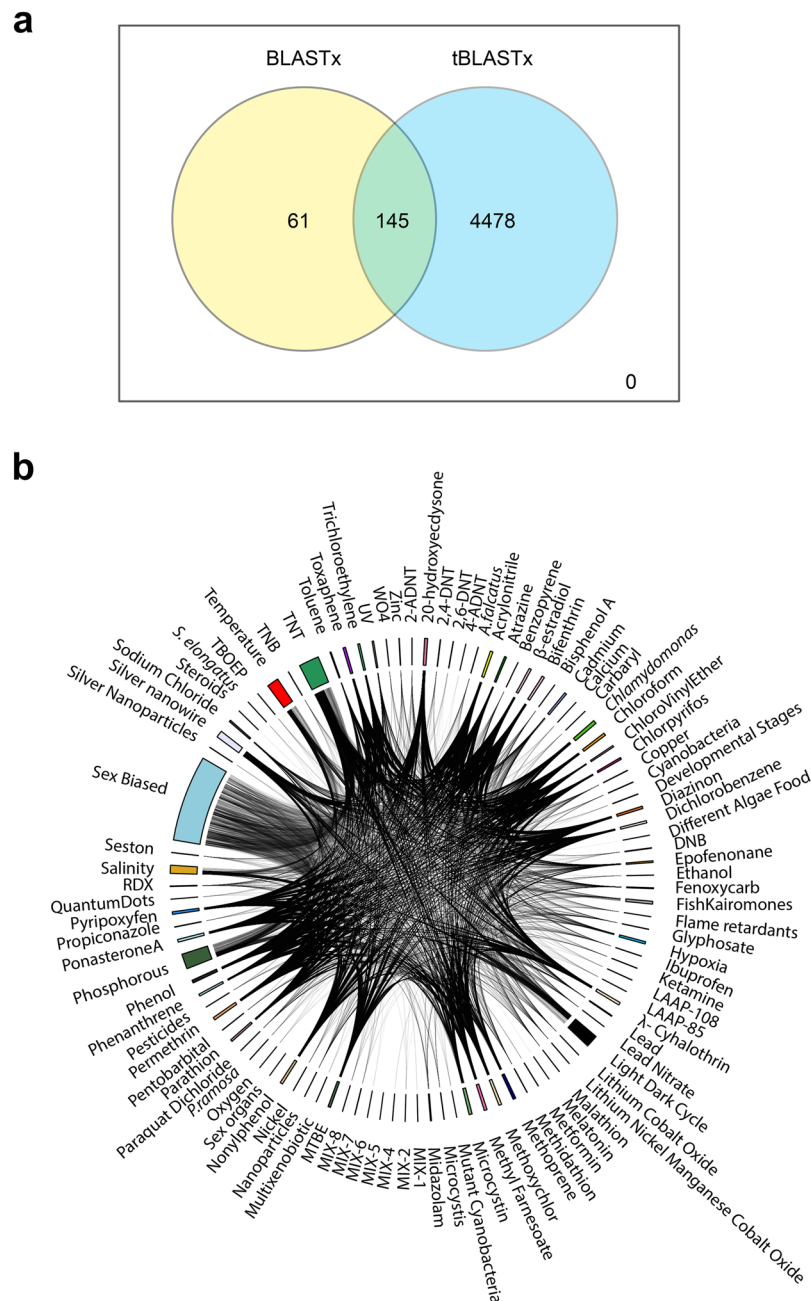 a
BLASTx
tBLASTx
61
145
4478
0
b
2-ADNT
20-hydroxyecdysone
2,4-DNT
2,6-DNT
4-ADNT
A.falcatus
Acrylonitrile
Atrazine
Benzopyrene
β-estradiol
Bifenthrin
Bisphenol A
Cadmium
Calcium
Carbaryl
Chlamydomonas
Chloroform
ChloroVinylEther
Chlorpyrifos
Copper
Cyanobacteria
Developmental Stages
Diazinon
Dichlorobenzene
Different Algae Food
DNB
Epofenonane
Ethanol
Fenoxycarb
FishKairomones
Flame retardants
Glyphosate
Hypoxia
Ibuprofen
Ketamine
LAAP-108
LAAP-85
λ- Cyhalothrin
Lead
Lead Nitrate
Light Dark Cycle
Lithium Cobalt Oxide
Lithium Nickel Manganese Cobalt Oxide
Malathion
Melatonin
Metformin
Methidathion
Methoprene
Methoxychlor
Methyl Farnesoate
Microcystin
Mutant Cyanobacteria
Microcystis
Midazolam
MIX-1
MIX-2
MIX-4
MIX-5
MIX-6
MIX-7
MIX-8
MTBE
Multixenobiotic
Nanoparticles
Nickel
Nonylphenol
Sex organs
Oxygen
P.ramosa
Paraquat Dichloride
Parathion
Pentobarbital
Permethrin
Pesticides
Phenanthrene
Phenol
Phosphorous
PonasteroneA
Propiconazole
Pyripoxyfen
QuantumDots
RDX
Salinity
Seston
Sex Biased
Silver Nanoparticles
Silver nanowire
Sodium Chloride
Steroids
S. elongatus
TBOEP
Temperature
TNB
TNT
Toluene
Toxaphene
Trichloroethylene
UV
WO4
Zinc